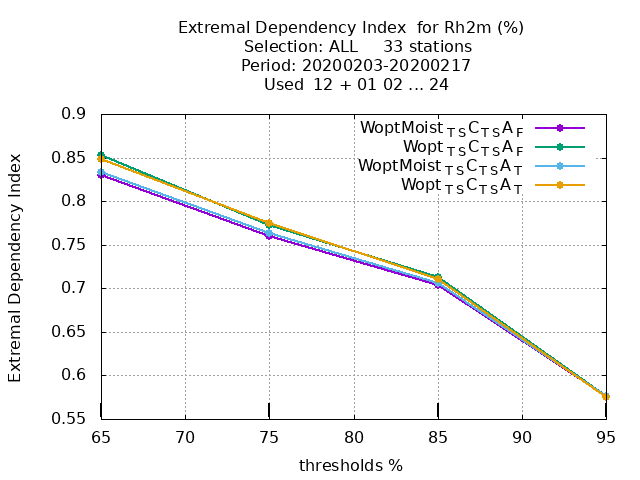 Extremal Dependency Index  for Rh2m (%)
Selection: ALL     33 stations
Period: 20200203-20200217
Used  12 + 01 02 ... 24
WoptMoist TS C TS A F
Wopt TS C TS A F
WoptMoist TS C TS A T
Wopt TS C TS A T
0.9
0.85
0.8
0.75
0.7
0.65
0.6
0.55
Extremal Dependency Index
65 70 75 80 85 90 95
thresholds %